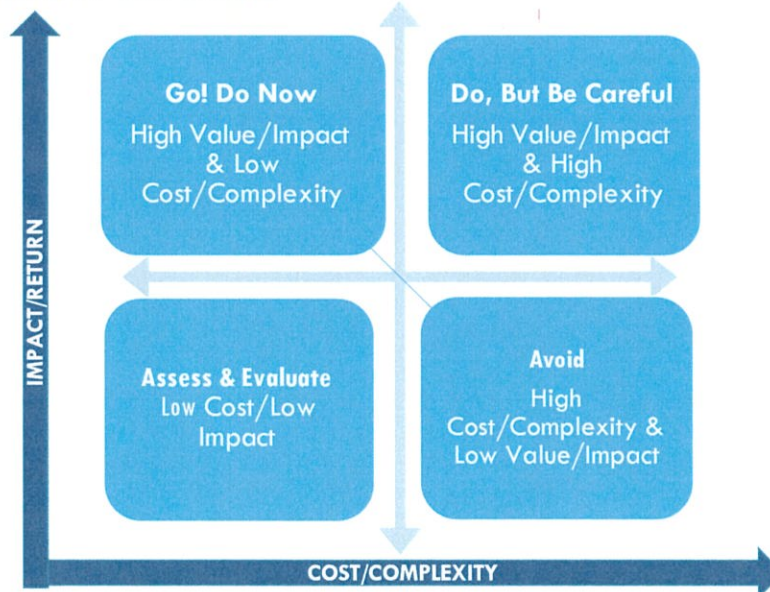 Go! Do Now
High Value/Impact
& Low
Cost/Complexity
Do, But Be Careful
High Value/Impact
& High
Cost/Complexity
IMPACT/RETURN
Assess & Evaluate
Low Cost/Low
Impact
Avoid
High
Cost/Complexity &
Low Value/Impact
COST/COMPLEXITY